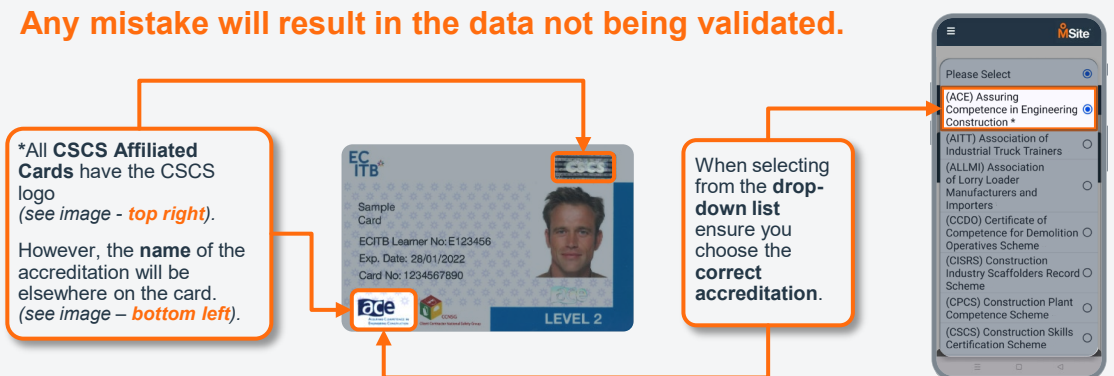 Any mistake will result in the data not being validated.
*All CSCS Affiliated
Cards have the CSCS
logo
(see image - top right).
However, the name of the
accreditation will be
elsewhere on the card.
(see image – bottom left).
EC
ITB
CSCS
Sample
Card
ECITB Learner No: E123456
Exp. Date: 28/01/2022
Card No: 1234567890
ace
LEVEL 2
When selecting
from the drop-
down list
ensure you
choose the
correct
accreditation.
MSite
Please Select
(ACE) Assuring
Competence in Engineering
Construction *
(AITT) Association of
Industrial Truck Trainers
(ALLMI) Association
of Lorry Loader
Manufacturers and
Importers
(CCDO) Certificate of
Competence for Demolition
Operatives Scheme
(CISRS) Construction
Industry Scaffolders Record
Scheme
(CPCS) Construction Plant
Competence Scheme
(CSCS) Construction Skills
Certification Scheme